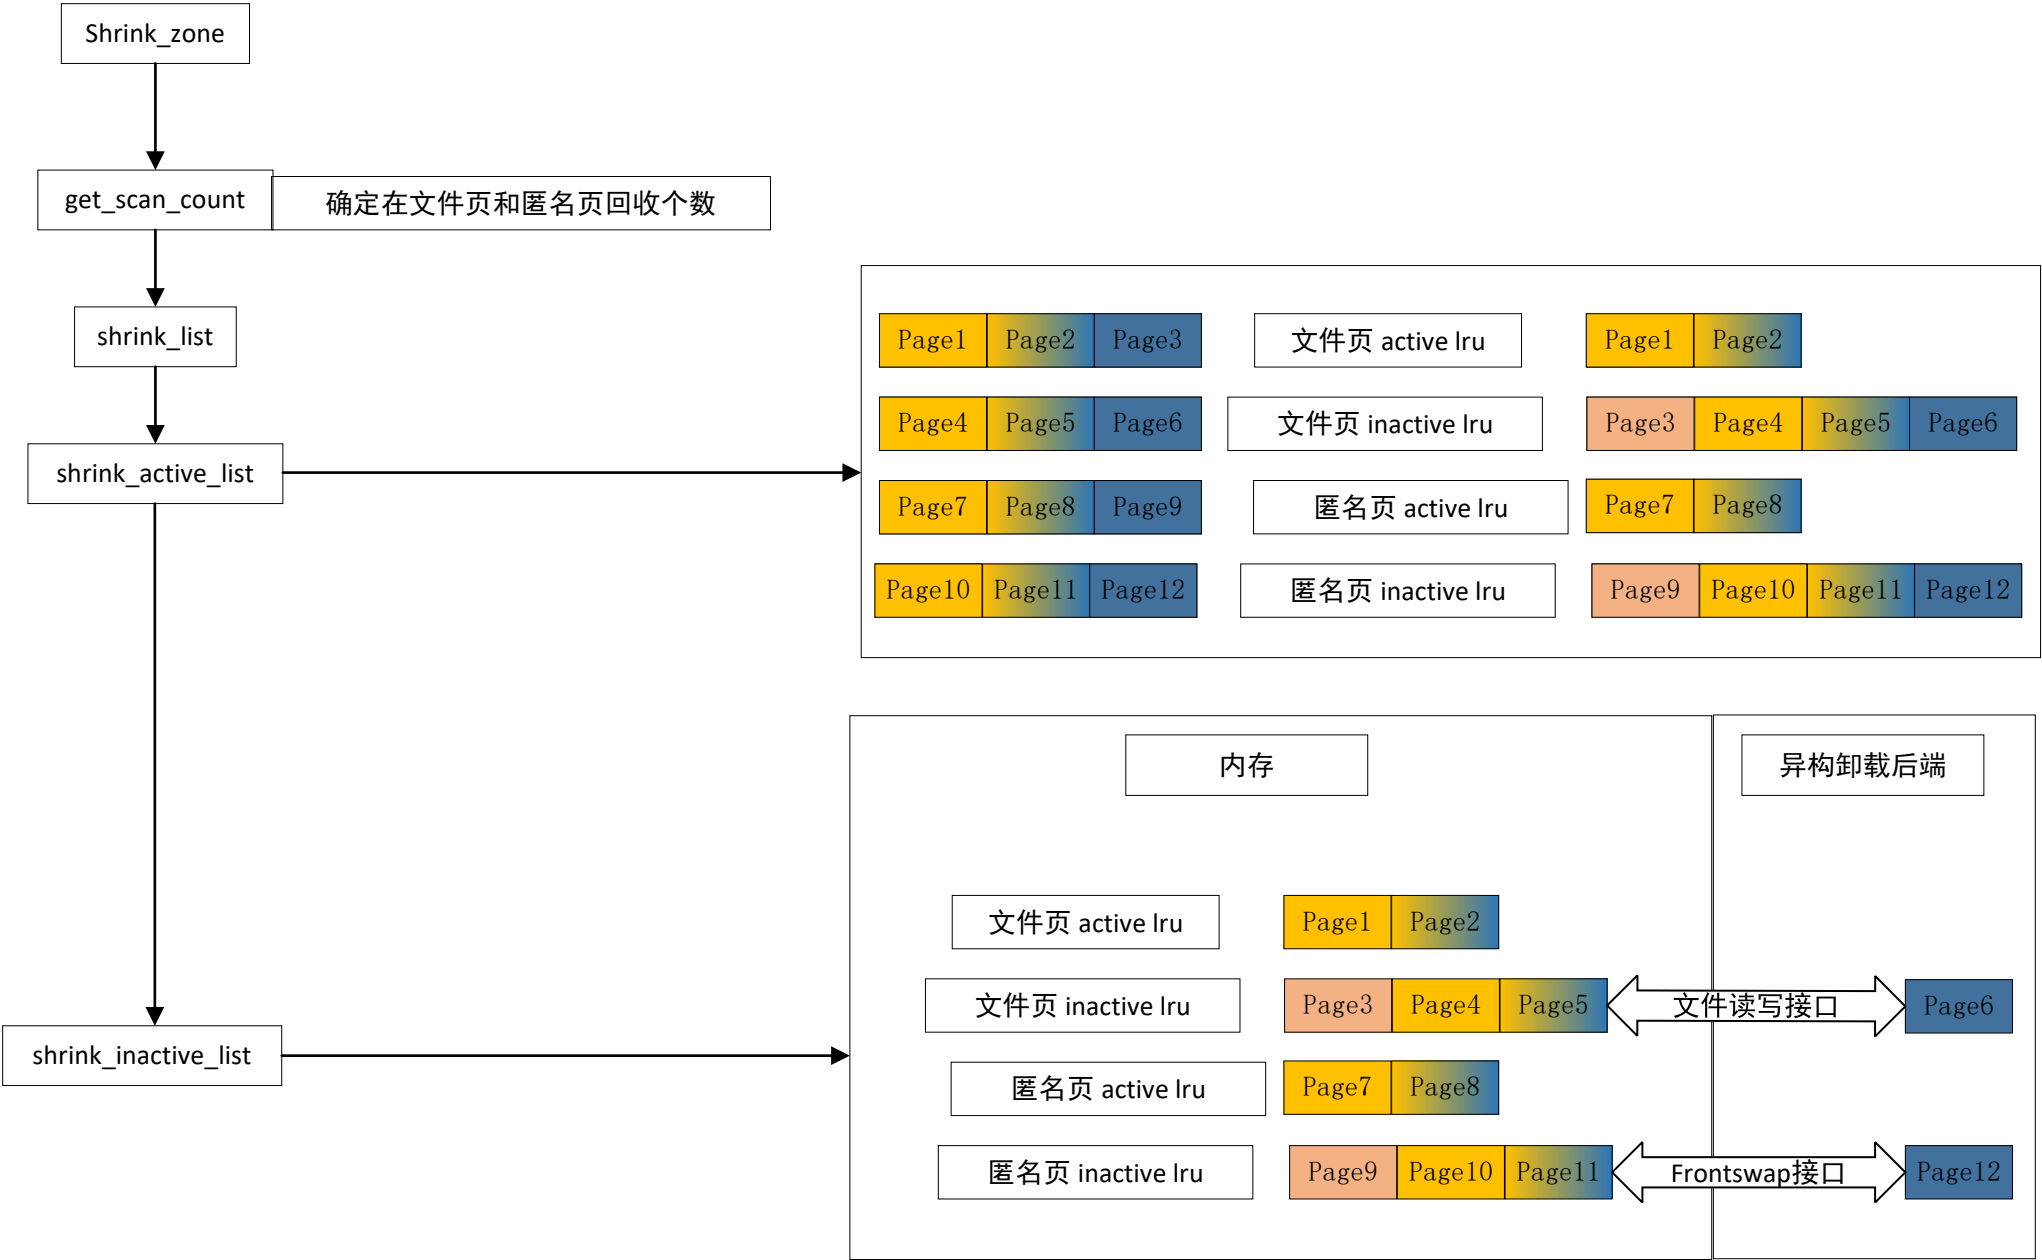 Shrink_zone
get_scan_count
确定在文件页和匿名页回收个数
shrink_list
shrink_active_list
Page1 Page2 Page3 文件页 active lru Page1 Page2
Page4 Page5 Page6 文件页 inactive lru Page3 Page4 Page5 Page6
Page7 Page8 Page9 匿名页 active lru Page7 Page8
Page10 Page11 Page12 匿名页 inactive lru Page9 Page10 Page11 Page12
shrink_inactive_list
内存 异构卸载后端
文件页 active lru Page1 Page2
文件页 inactive lru Page3 Page4 Page5 文件读写接口 Page6
匿名页 active lru Page7 Page8
匿名页 inactive lru Page9 Page10 Page11 Frontswap接口 Page12